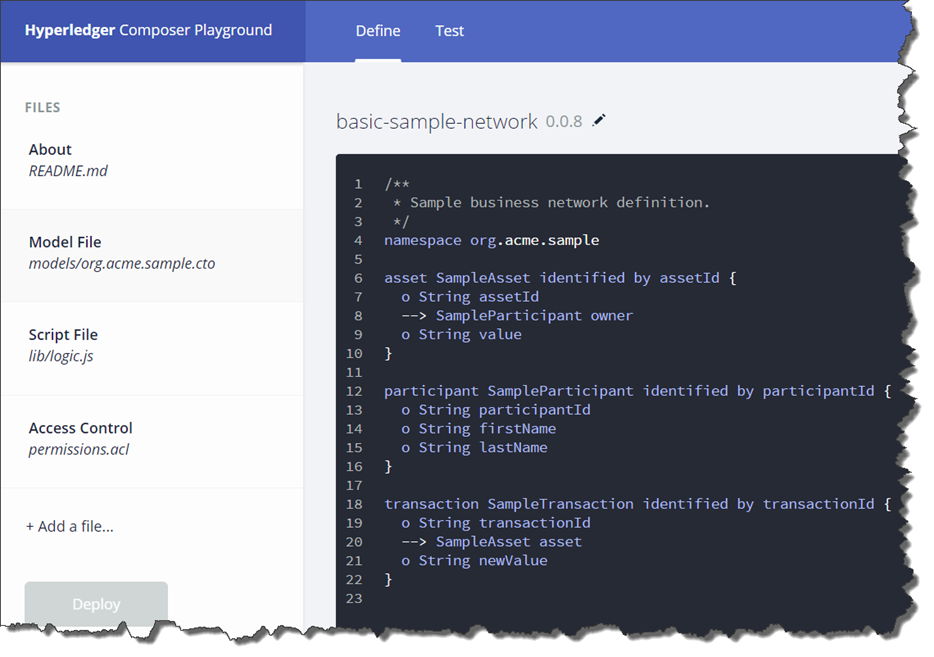 Hyperledger Composer Playground
Define
Test
FILES
About
README.md
Model File
models/org.acme.sample.cto
Script File
lib/logic.js
Access Control
permissions.acl
+ Add a file...
Deploy
basic-sample-network 0.0.8
1 /**
2  * Sample business network definition.
3  */
4 namespace org.acme.sample
5
6 asset SampleAsset identified by assetId {
7   o String assetId
8   --> SampleParticipant owner
9   o String value
10 }
11
12 participant SampleParticipant identified by participantId {
13   o String participantId
14   o String firstName
15   o String lastName
16 }
17
18 transaction SampleTransaction identified by transactionId {
19   o String transactionId
20   --> SampleAsset asset
21   o String newValue
22 }
23